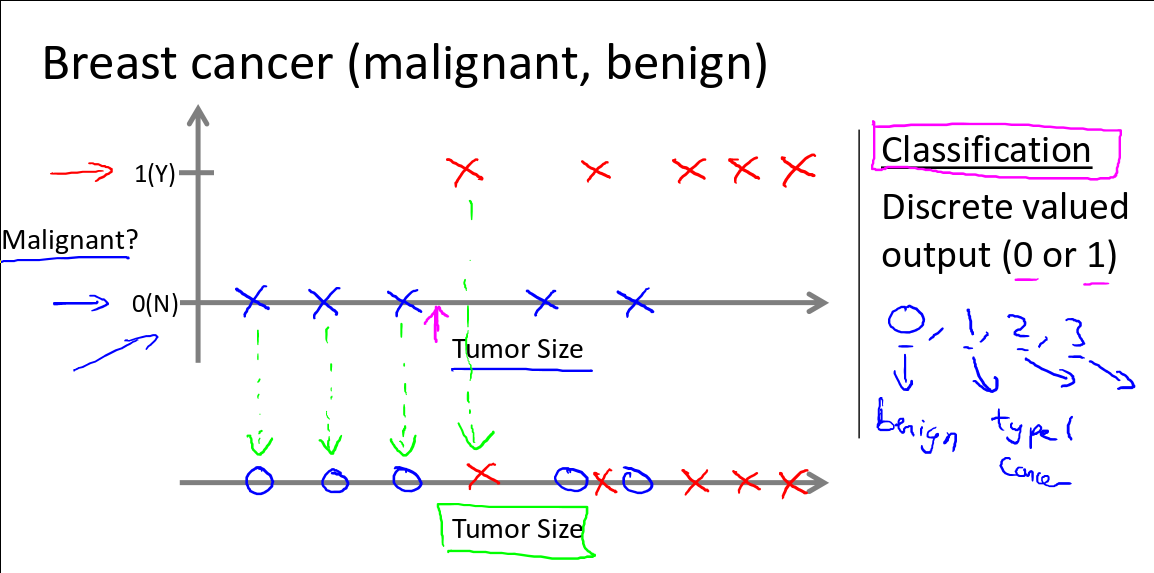 Breast cancer (malignant, benign)
1(Y)
Malignant?
0(N)
Tumor Size
Tumor Size
Classification
Discrete valued
output (0 or 1)
0, 1, 2, 3
benign
type 1
cancer